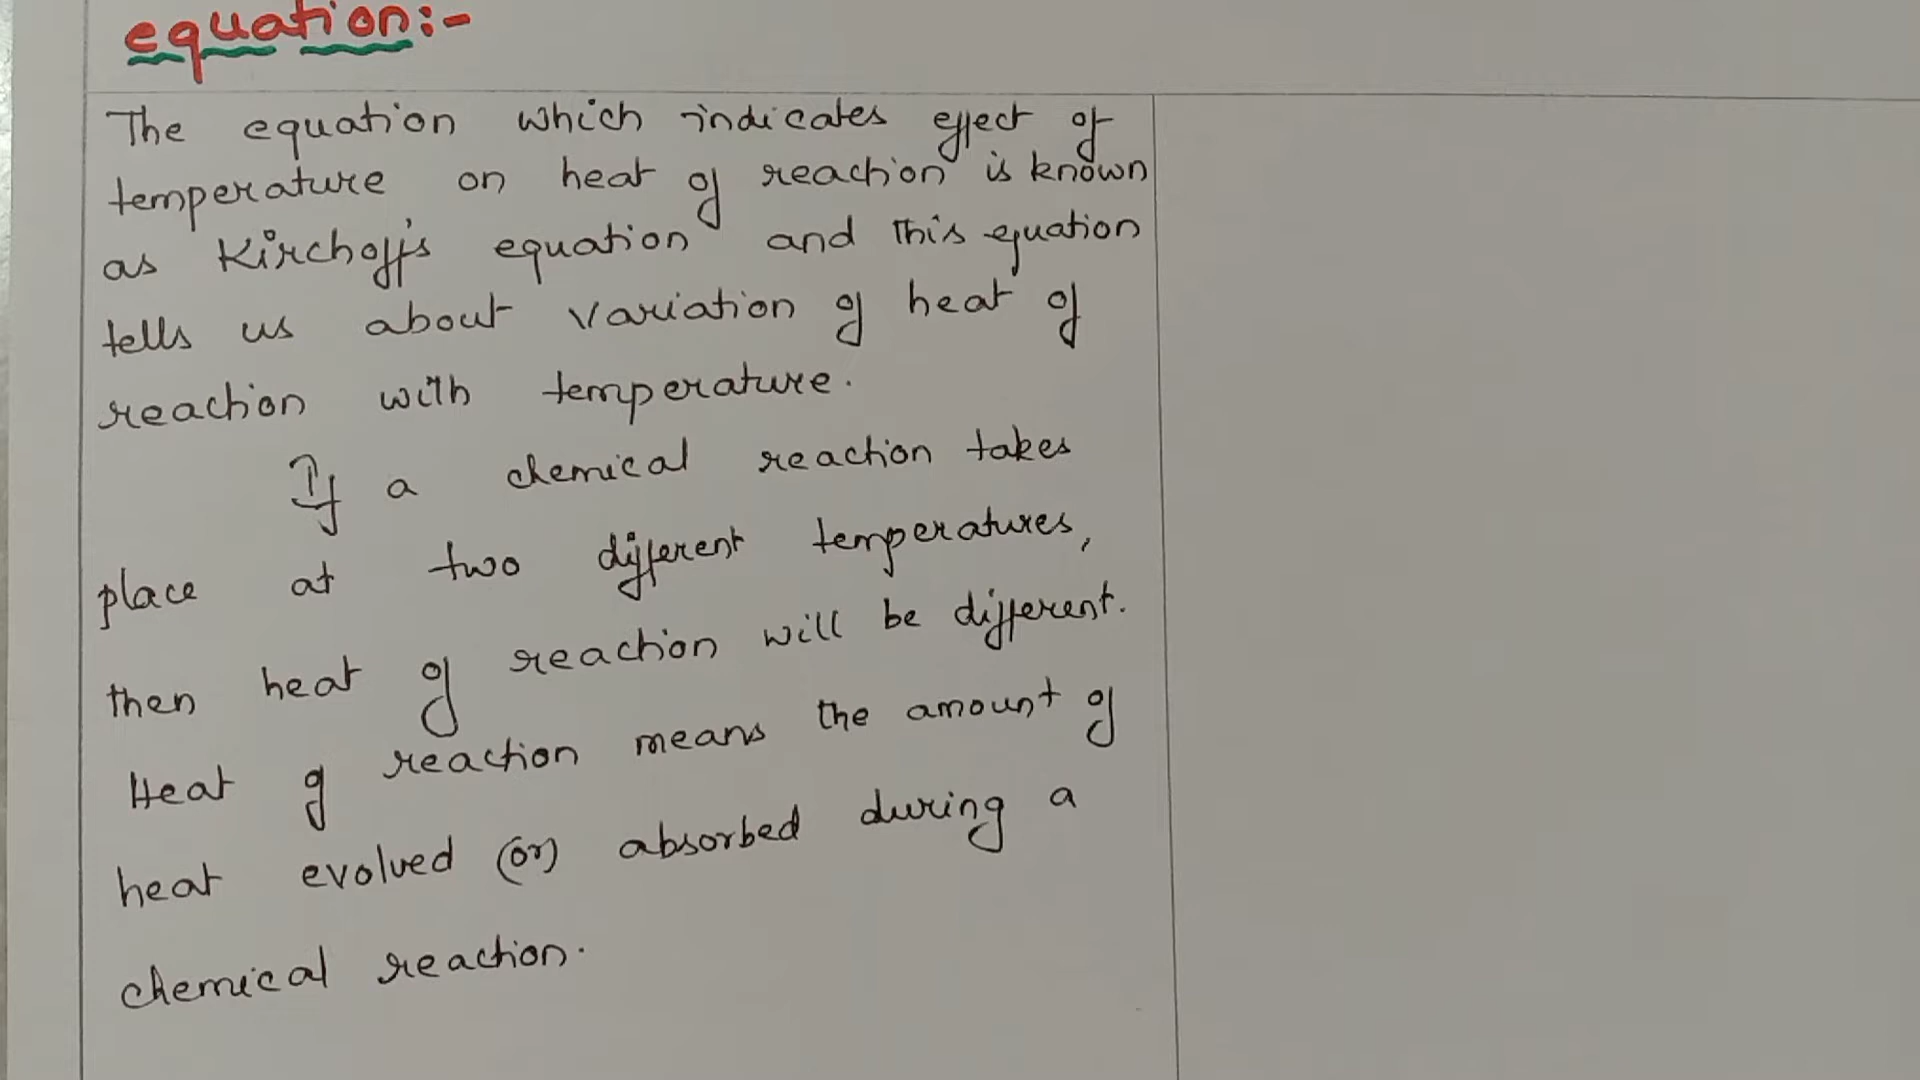 equation:-
The equation which indicates effect of
temperature on heat of reaction is known
as Kirchoff's equation and this equation
tells us about variation of heat of
reaction with temperature.
If a chemical reaction takes
place at two different temperatures,
then heat of reaction will be different.
Heat of reaction means the amount of
heat evolved (or) absorbed during a
chemical reaction.